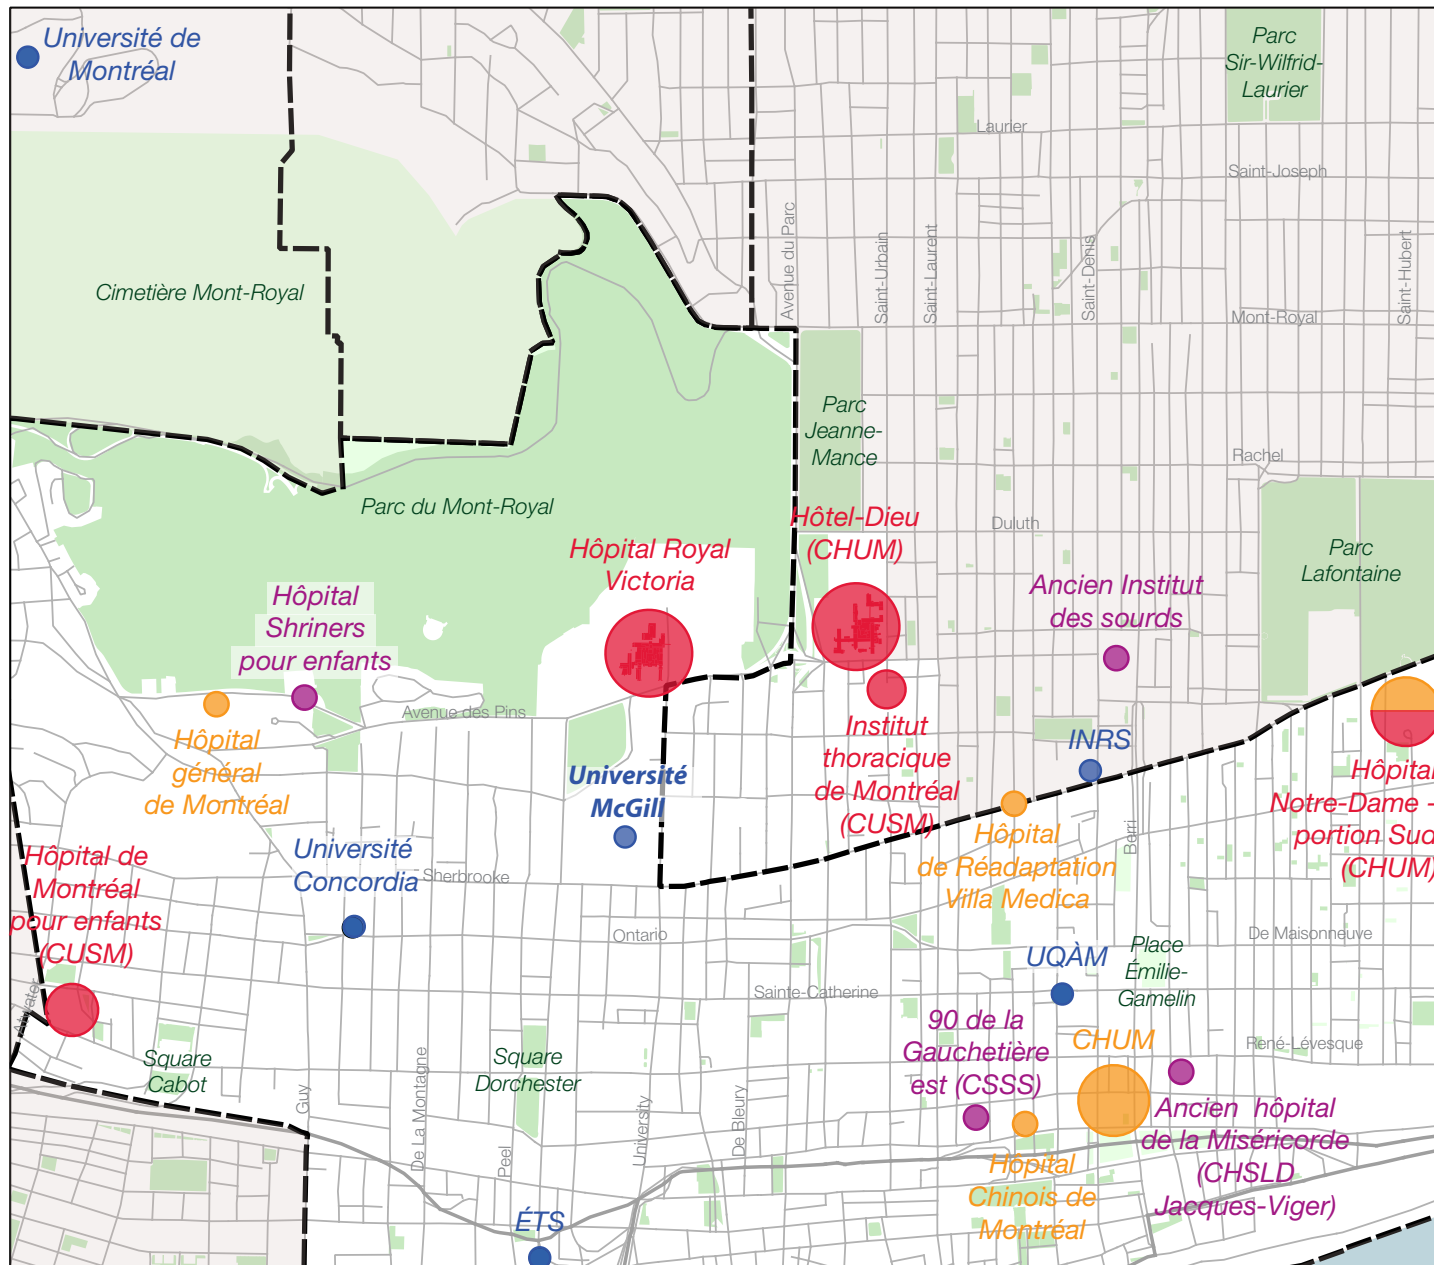 Université de
Montréal
Parc
Sir-Wilfrid-
Laurier
Laurier
Saint-Joseph
Avenue du Parc
Saint-Urbain
Saint-Laurent
Saint-Denis
Saint-Hubert
Cimetière Mont-Royal
Mont-Royal
Parc
Jeanne-
Mance
Rachel
Parc du Mont-Royal
Hôtel-Dieu
(CHUM)
Duluth
Hôpital Royal
Victoria
Parc
Lafontaine
Hôpital
Shriners
pour enfants
Ancien Institut
des sourds
Avenue des Pins
Hôpital
général
de Montréal
Institut
thoracique
de Montréal
(CUSM)
INRS
Université
McGill
Hôpital
Notre-Dame -
portion Sud
(CHUM)
Hôpital
de Réadaptation
Villa Medica
Berri
Hôpital de
Montréal
pour enfants
(CUSM)
Université
Concordia
Sherbrooke
Ontario
De Maisonneuve
UQÀM
Place
Émilie-
Gamelin
Sainte-Catherine
Atwater
90 de la
Gauchetière
est (CSSS)
CHUM
René-Lévesque
Square
Cabot
Square
Dorchester
Guy
De La Montagne
Peel
University
De Bleury
Ancien hôpital
de la Miséricorde
(CHSLD
Jacques-Viger)
Hôpital
Chinois de
Montréal
ÉTS